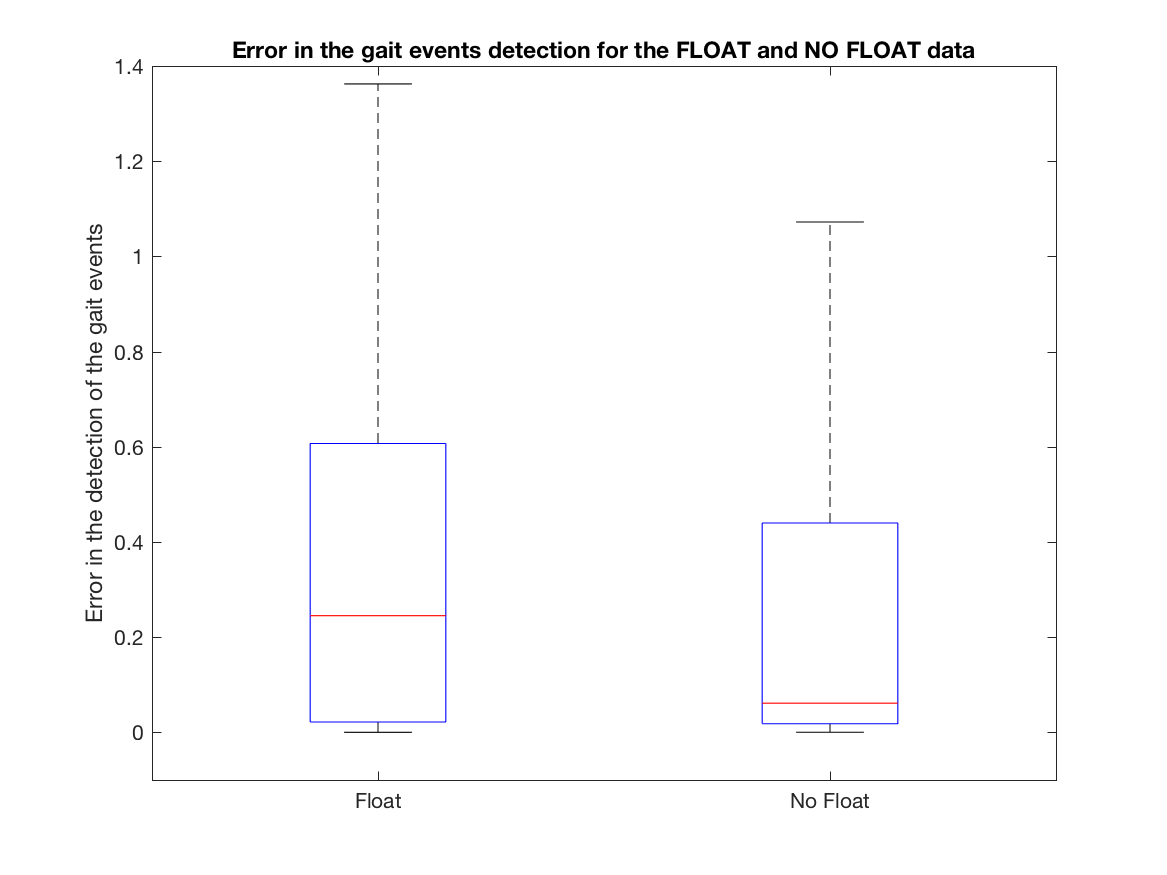 Error in the gait events detection for the FLOAT and NO FLOAT data
1.4
1.2
1
0.8
0.6
0.4
0.2
0
Error in the detection of the gait events
Float
No Float